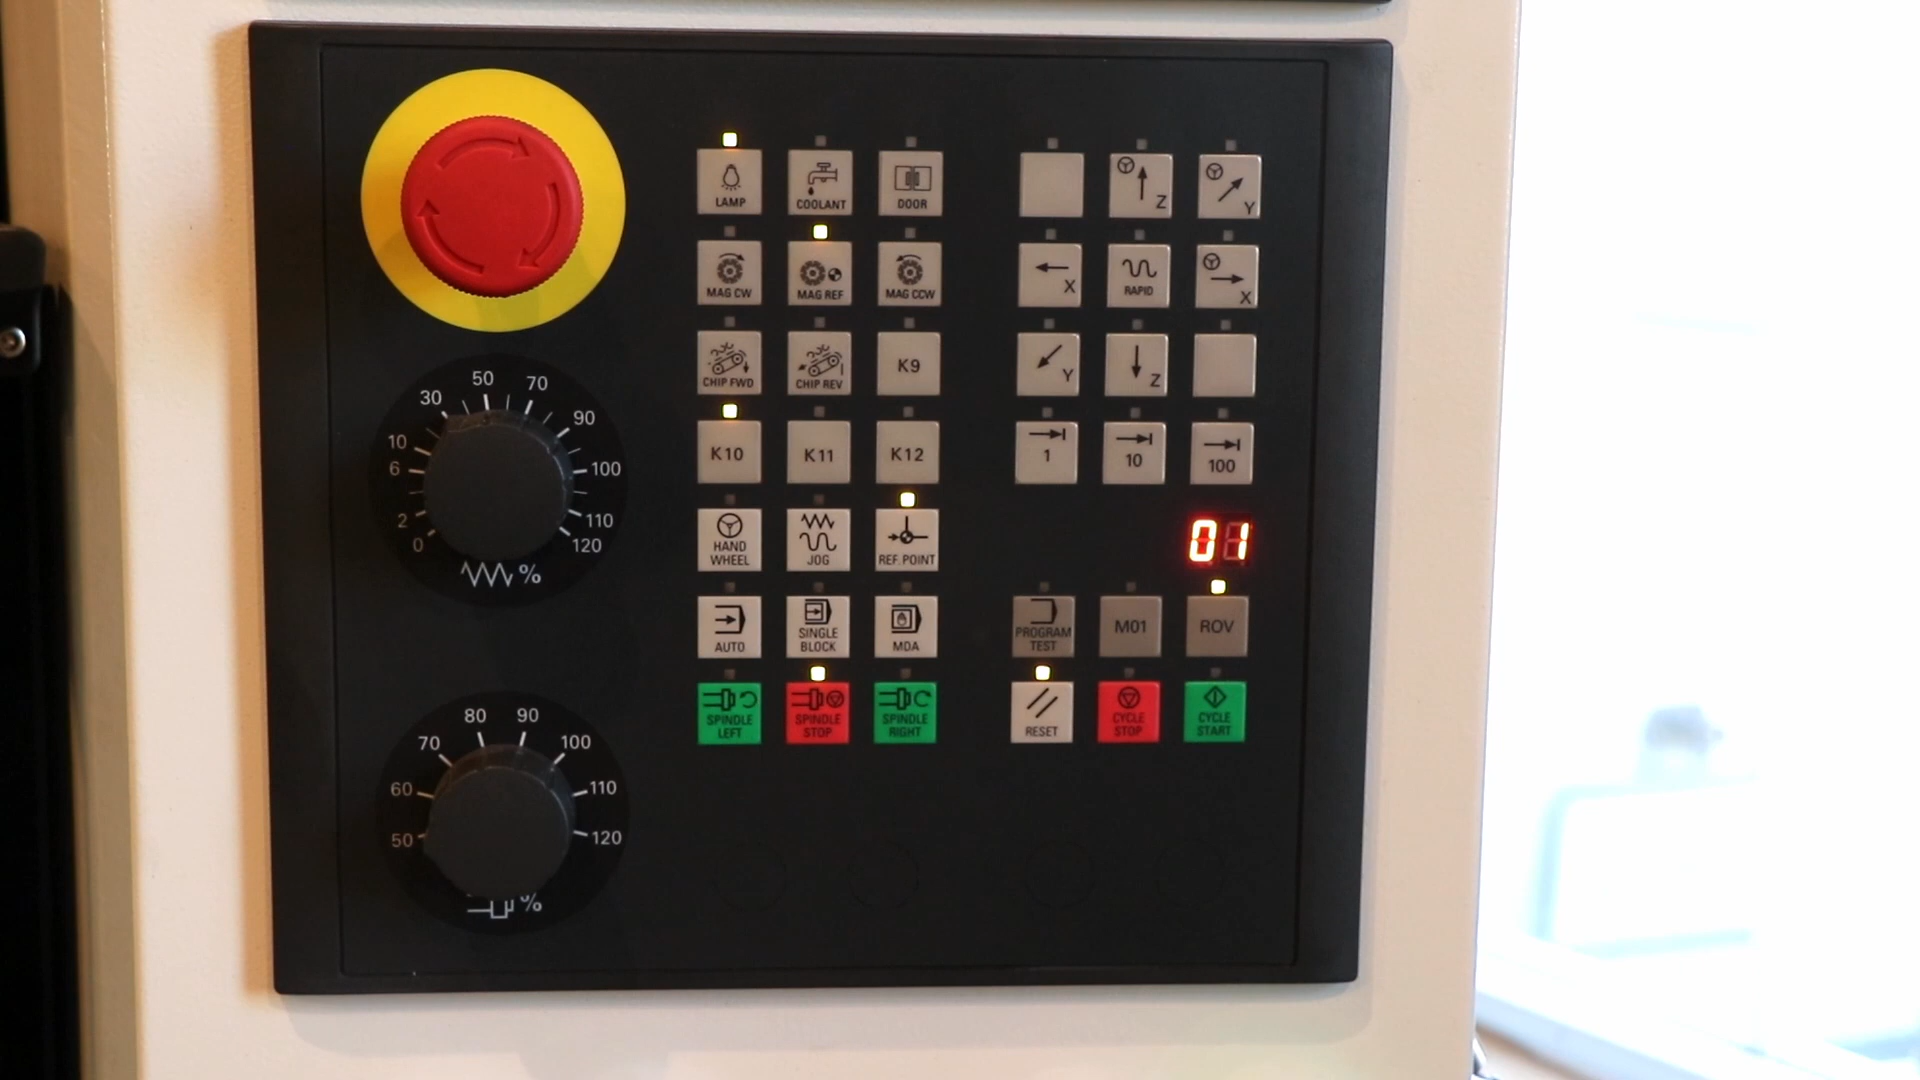 LAMP COOLANT DOOR
Z Y
MAG CW MAG REF MAG CCW
X RAPID X
CHIP FWD CHIP REV K9
Y Z
K10 K11 K12
1 10 100
HAND WHEEL JOG REF. POINT
01
AUTO SINGLE BLOCK MDA
PROGRAM TEST M01 ROV
SPINDLE LEFT SPINDLE STOP SPINDLE RIGHT
RESET CYCLE STOP CYCLE START
0 2 6 10 30 50 70 90 100 110 120
%
50 60 70 80 90 100 110 120
%